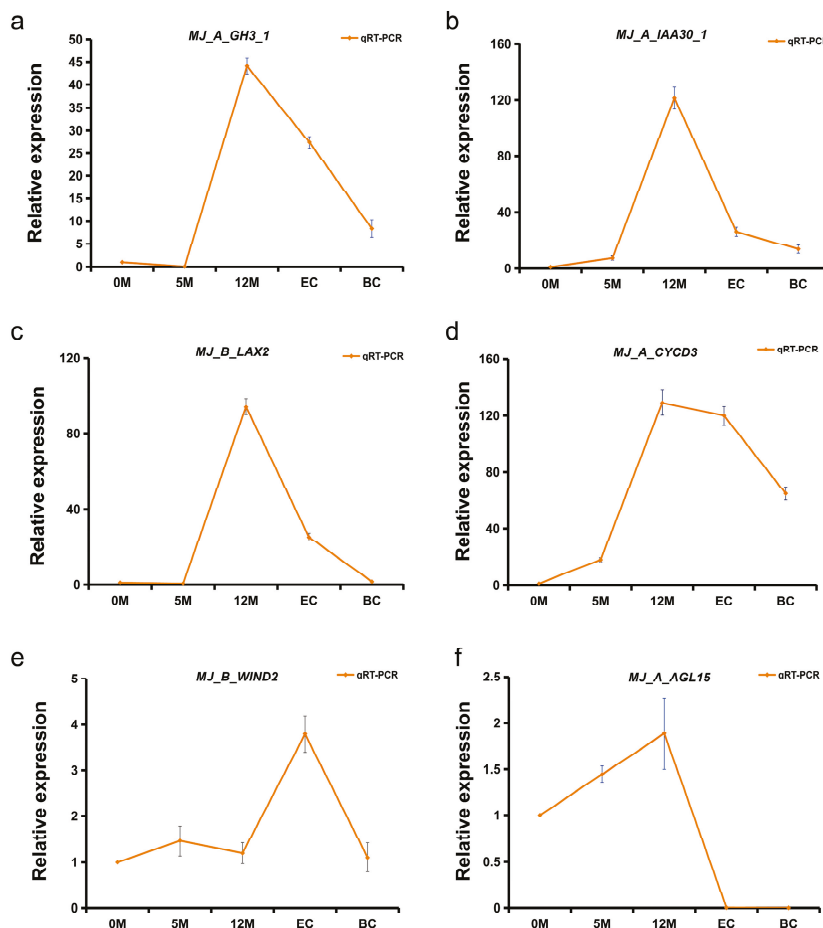 a
MJ_A_GH3_1
qRT-PCR
Relative expression
45
40
35
30
25
20
15
10
5
0
0M 5M 12M EC BC
b
MJ_A_IAA30_1
qRT-PCR
Relative expression
160
120
80
40
0
0M 5M 12M EC BC
c
MJ_B_LAX2
qRT-PCR
Relative expression
120
80
40
0
0M 5M 12M EC BC
d
MJ_A_CYCD3
qRT-PCR
Relative expression
160
120
80
40
0
0M 5M 12M EC BC
e
MJ_B_WIND2
qRT-PCR
Relative expression
5
4
3
2
1
0
0M 5M 12M EC BC
f
MJ_A_AGL15
qRT-PCR
Relative expression
2.5
2
1.5
1
0.5
0
0M 5M 12M EC BC